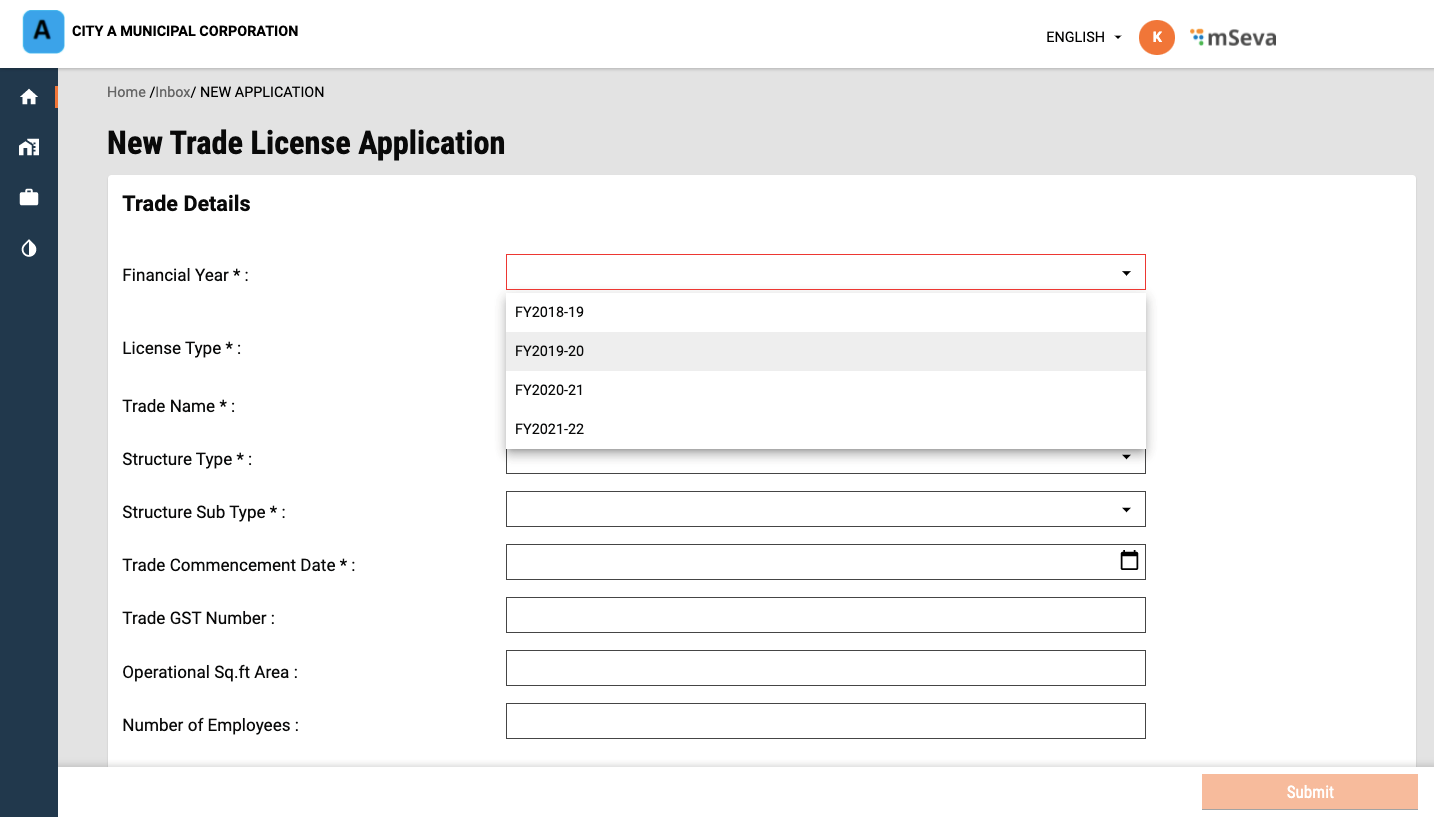 A CITY A MUNICIPAL CORPORATION ENGLISH K mSeva
Home /Inbox/ NEW APPLICATION
New Trade License Application
Trade Details
Financial Year * :
FY2018-19
License Type * :
FY2019-20
FY2020-21
Trade Name * :
FY2021-22
Structure Type * :
Structure Sub Type * :
Trade Commencement Date * :
Trade GST Number :
Operational Sq.ft Area :
Number of Employees :
Submit